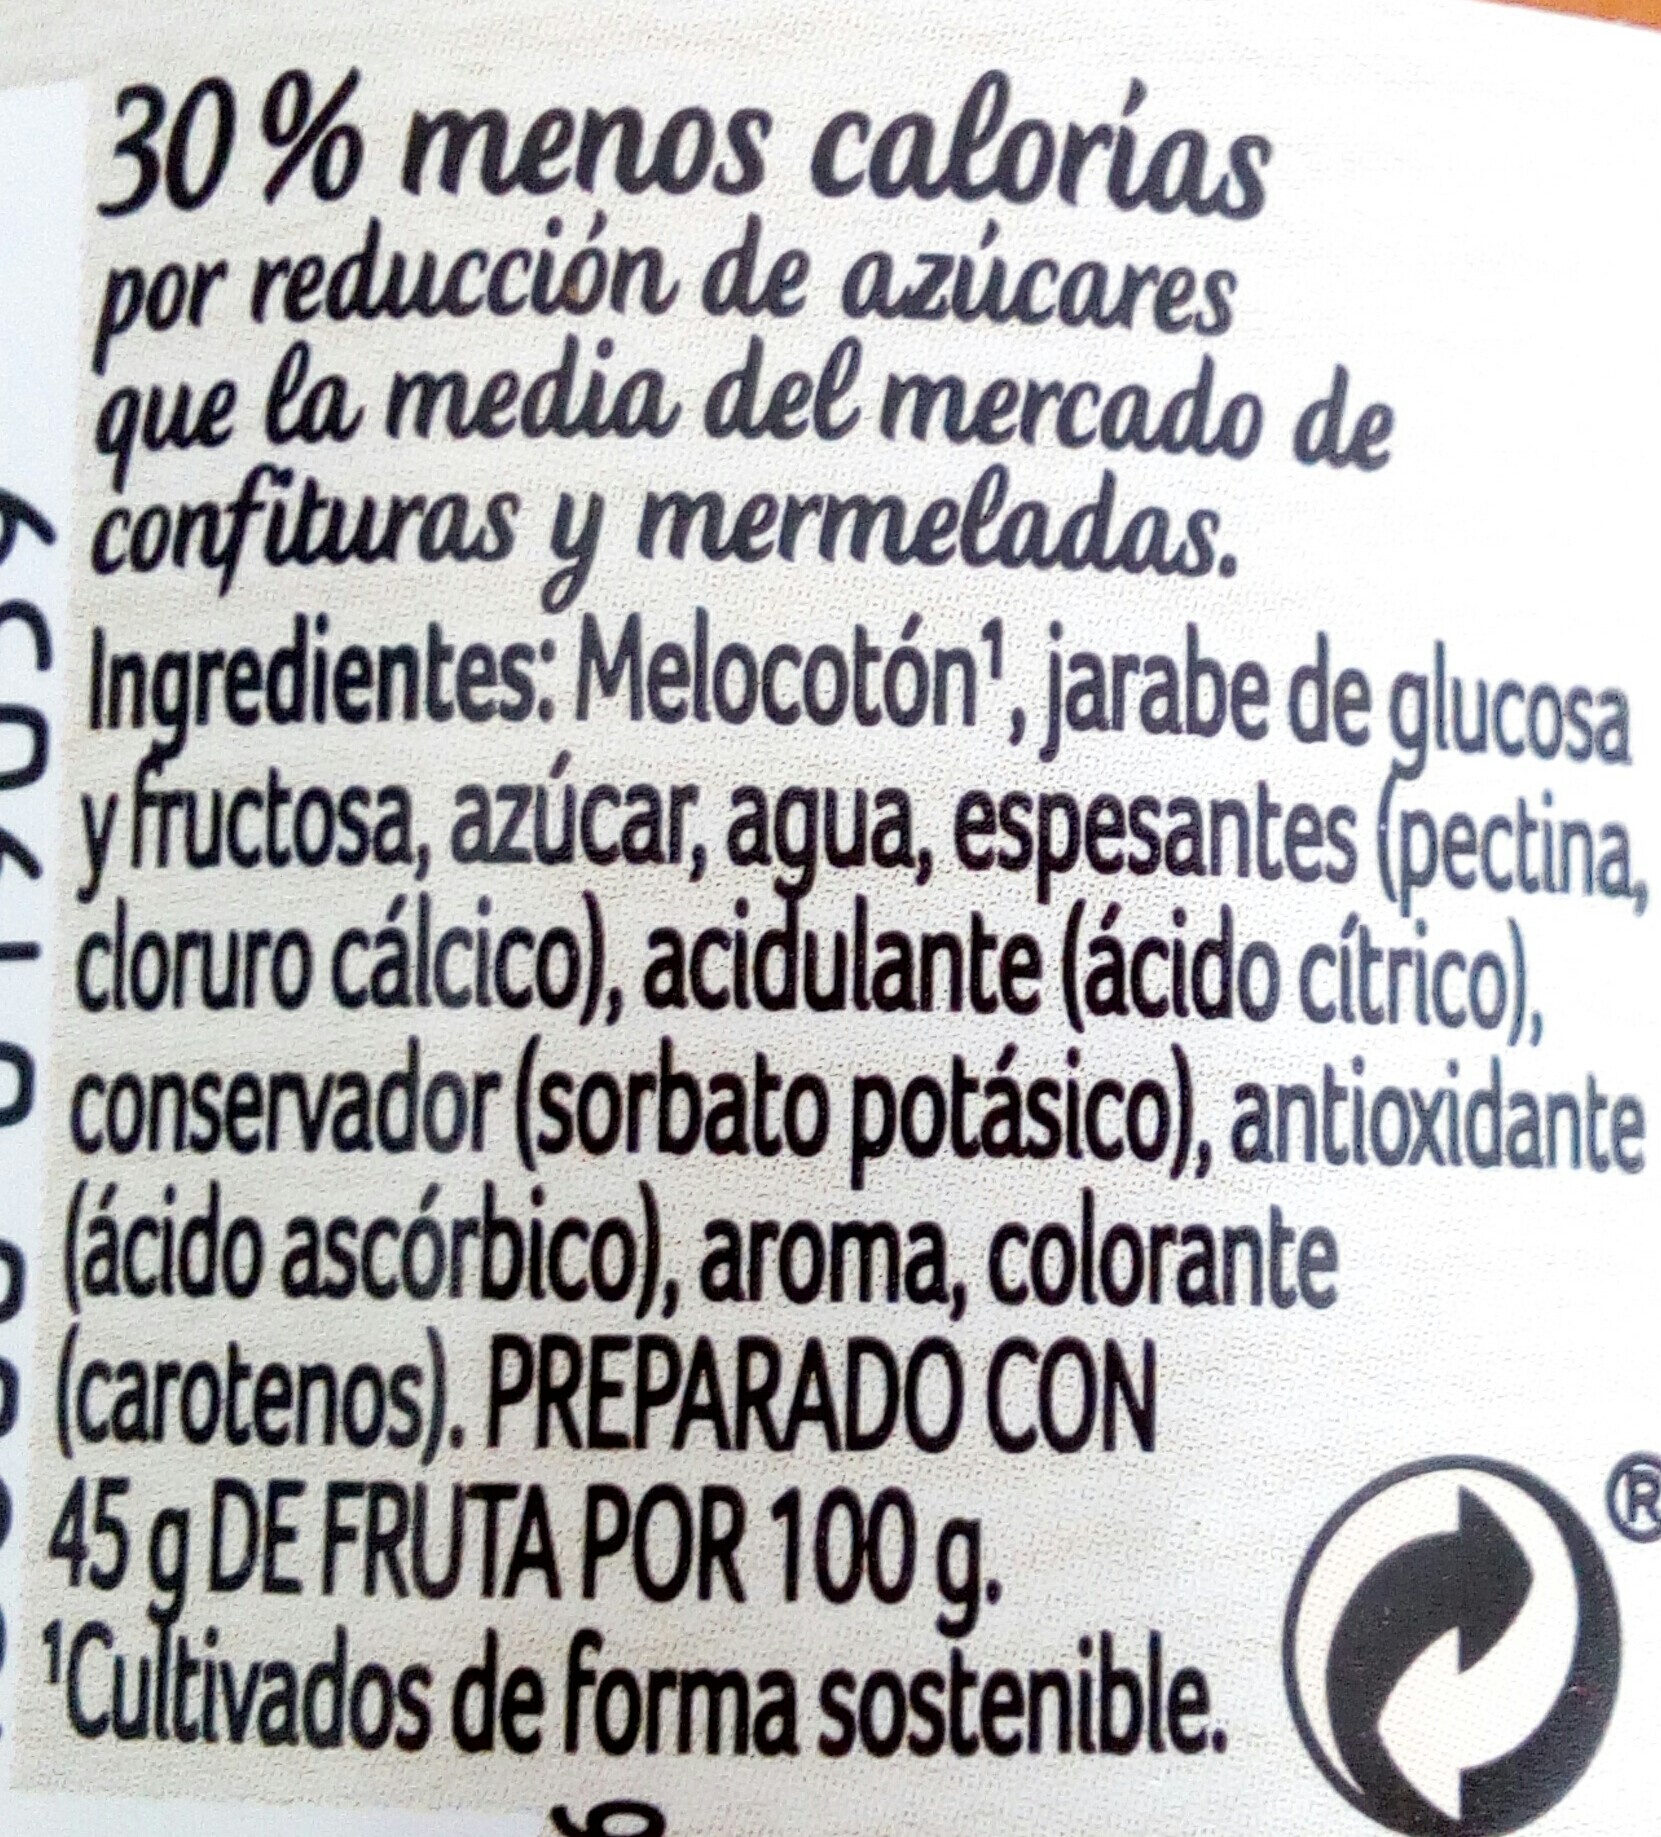 30 % menos calorías
por reducción de azúcares
que la media del mercado de
confituras y mermeladas.
Ingredientes: Melocotón¹, jarabe de glucosa
y fructosa, azúcar, agua, espesantes (pectina,
cloruro cálcico), acidulante (ácido cítrico),
conservador (sorbato potásico), antioxidante
(ácido ascórbico), aroma, colorante
(carotenos). PREPARADO CON
45 g DE FRUTA POR 100 g.
¹Cultivados de forma sostenible.
®